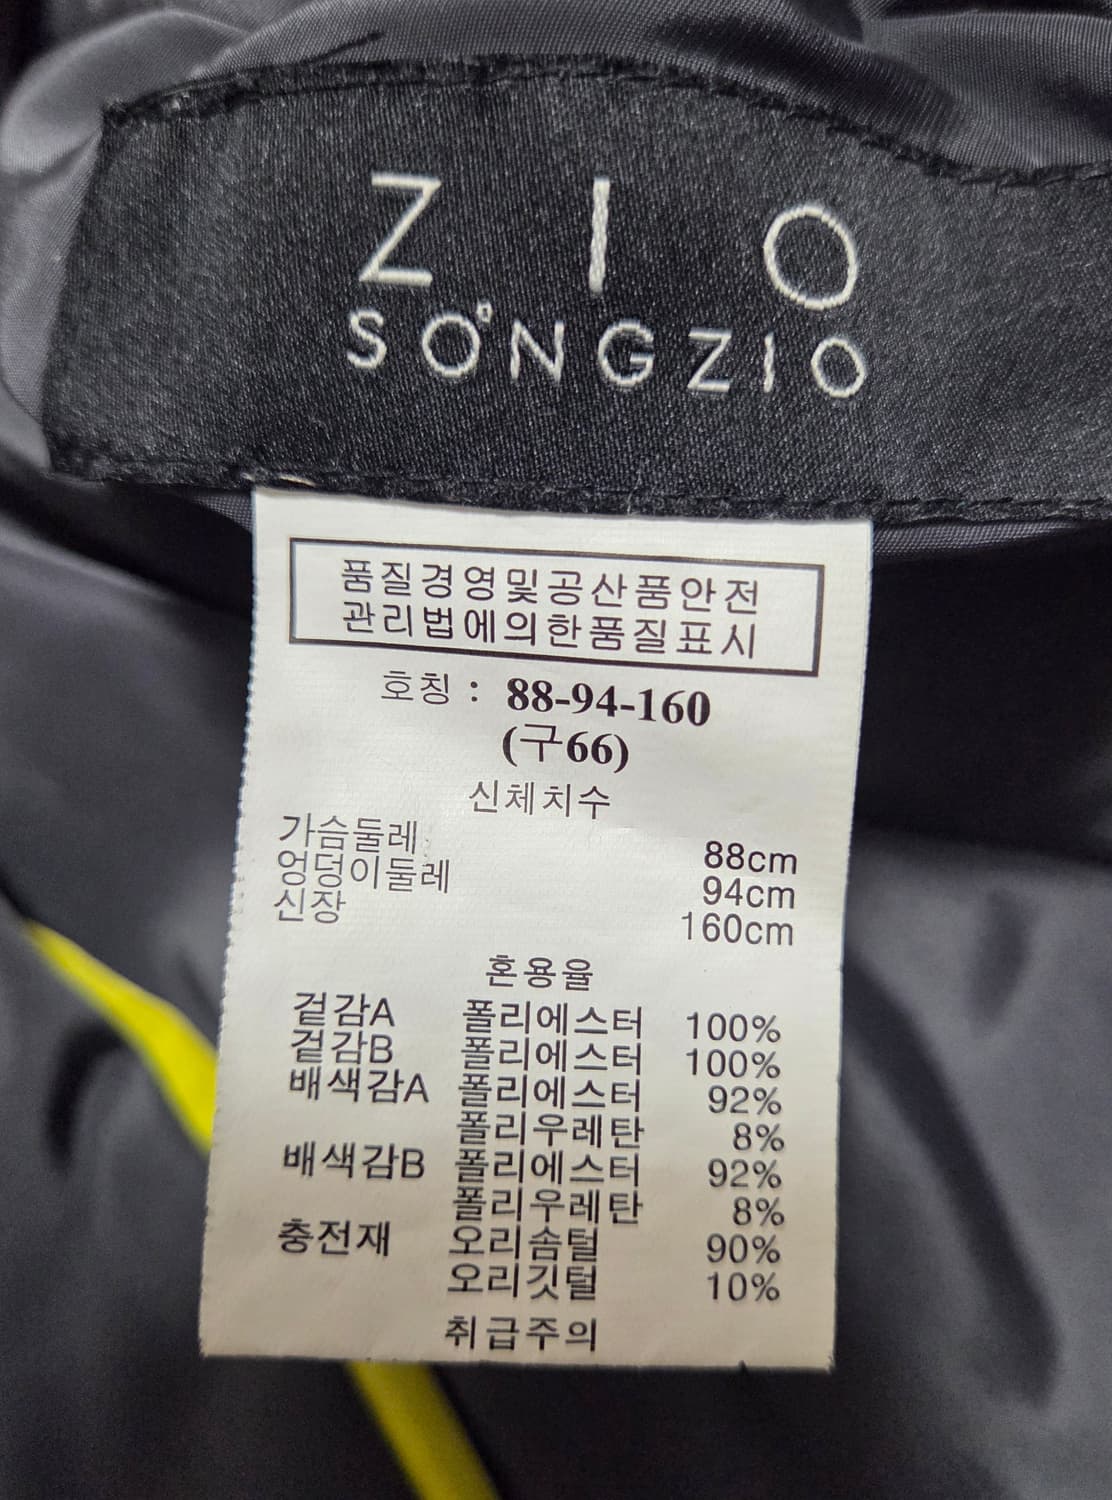 ZIO
SONGZIO
품질경영및공산품안전
관리법에의한품질표시
호칭 : 88-94-160
(구66)
신체치수
가슴둘레 88cm
엉덩이둘레 94cm
신장 160cm
혼용율
겉감A 폴리에스터 100%
겉감B 폴리에스터 100%
배색감A 폴리에스터 92%
폴리우레탄 8%
배색감B 폴리에스터 92%
폴리우레탄 8%
충전재 오리솜털 90%
오리깃털 10%
취급주의